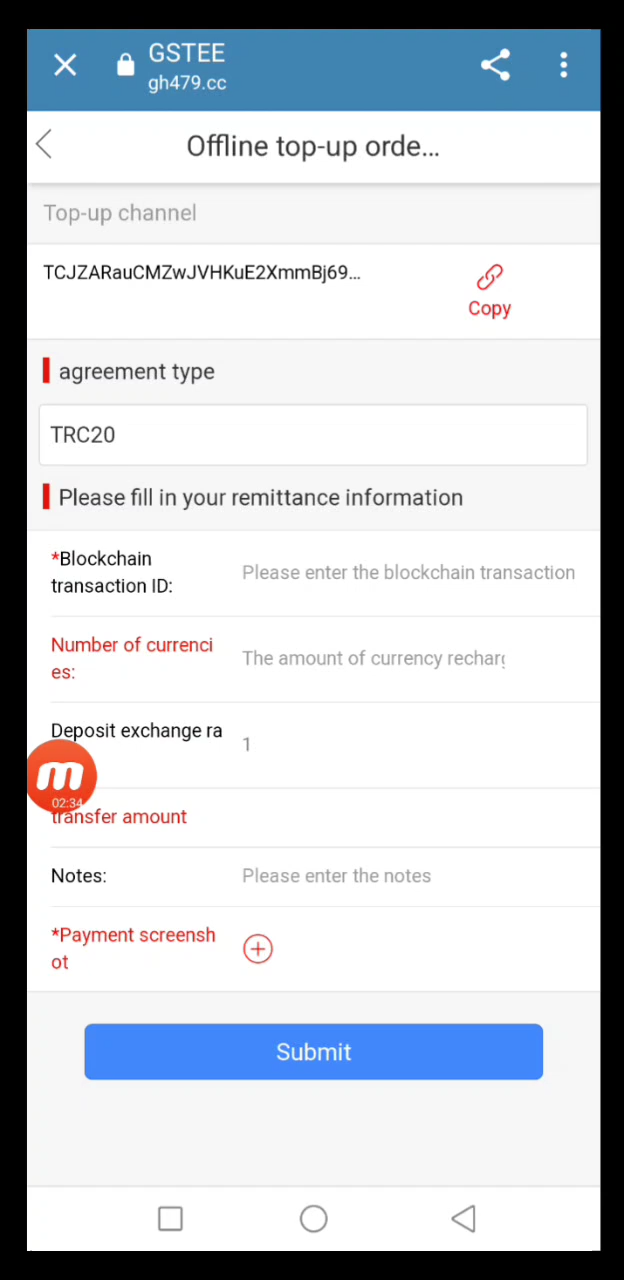 GSTEE
gh479.cc
Offline top-up orde...
Top-up channel
TCJZARauCMZwJVHKuE2XmmBj69...
Copy
agreement type
TRC20
Please fill in your remittance information
*Blockchain
transaction ID:
Please enter the blockchain transaction
Number of currenci
es:
The amount of currency recharg
Deposit exchange ra
1
02:34
transfer amount
Notes:
Please enter the notes
*Payment screensh
ot
Submit